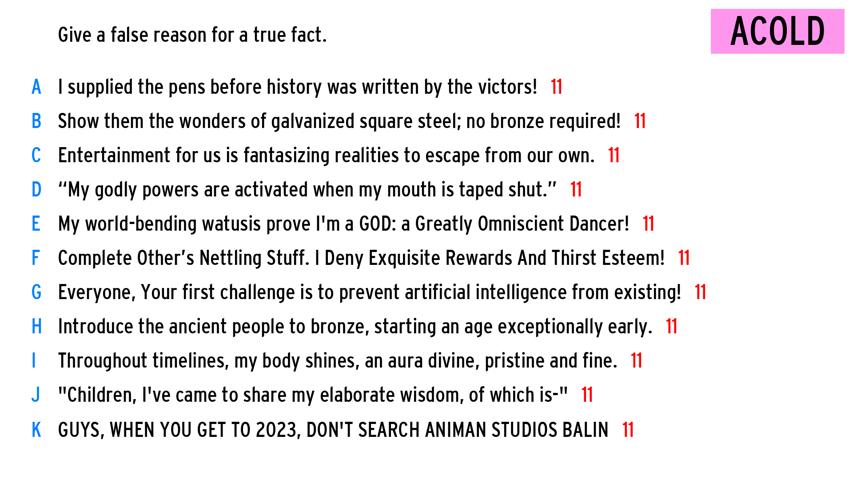 Give a false reason for a true fact.
ACOLD
A I supplied the pens before history was written by the victors! 11
B Show them the wonders of galvanized square steel; no bronze required! 11
C Entertainment for us is fantasizing realities to escape from our own. 11
D “My godly powers are activated when my mouth is taped shut.” 11
E My world-bending watusis prove I'm a GOD: a Greatly Omniscient Dancer! 11
F Complete Other’s Nettling Stuff. I Deny Exquisite Rewards And Thirst Esteem! 11
G Everyone, Your first challenge is to prevent artificial intelligence from existing! 11
H Introduce the ancient people to bronze, starting an age exceptionally early. 11
I Throughout timelines, my body shines, an aura divine, pristine and fine. 11
J "Children, I've came to share my elaborate wisdom, of which is-" 11
K GUYS, WHEN YOU GET TO 2023, DON'T SEARCH ANIMAN STUDIOS BALIN 11